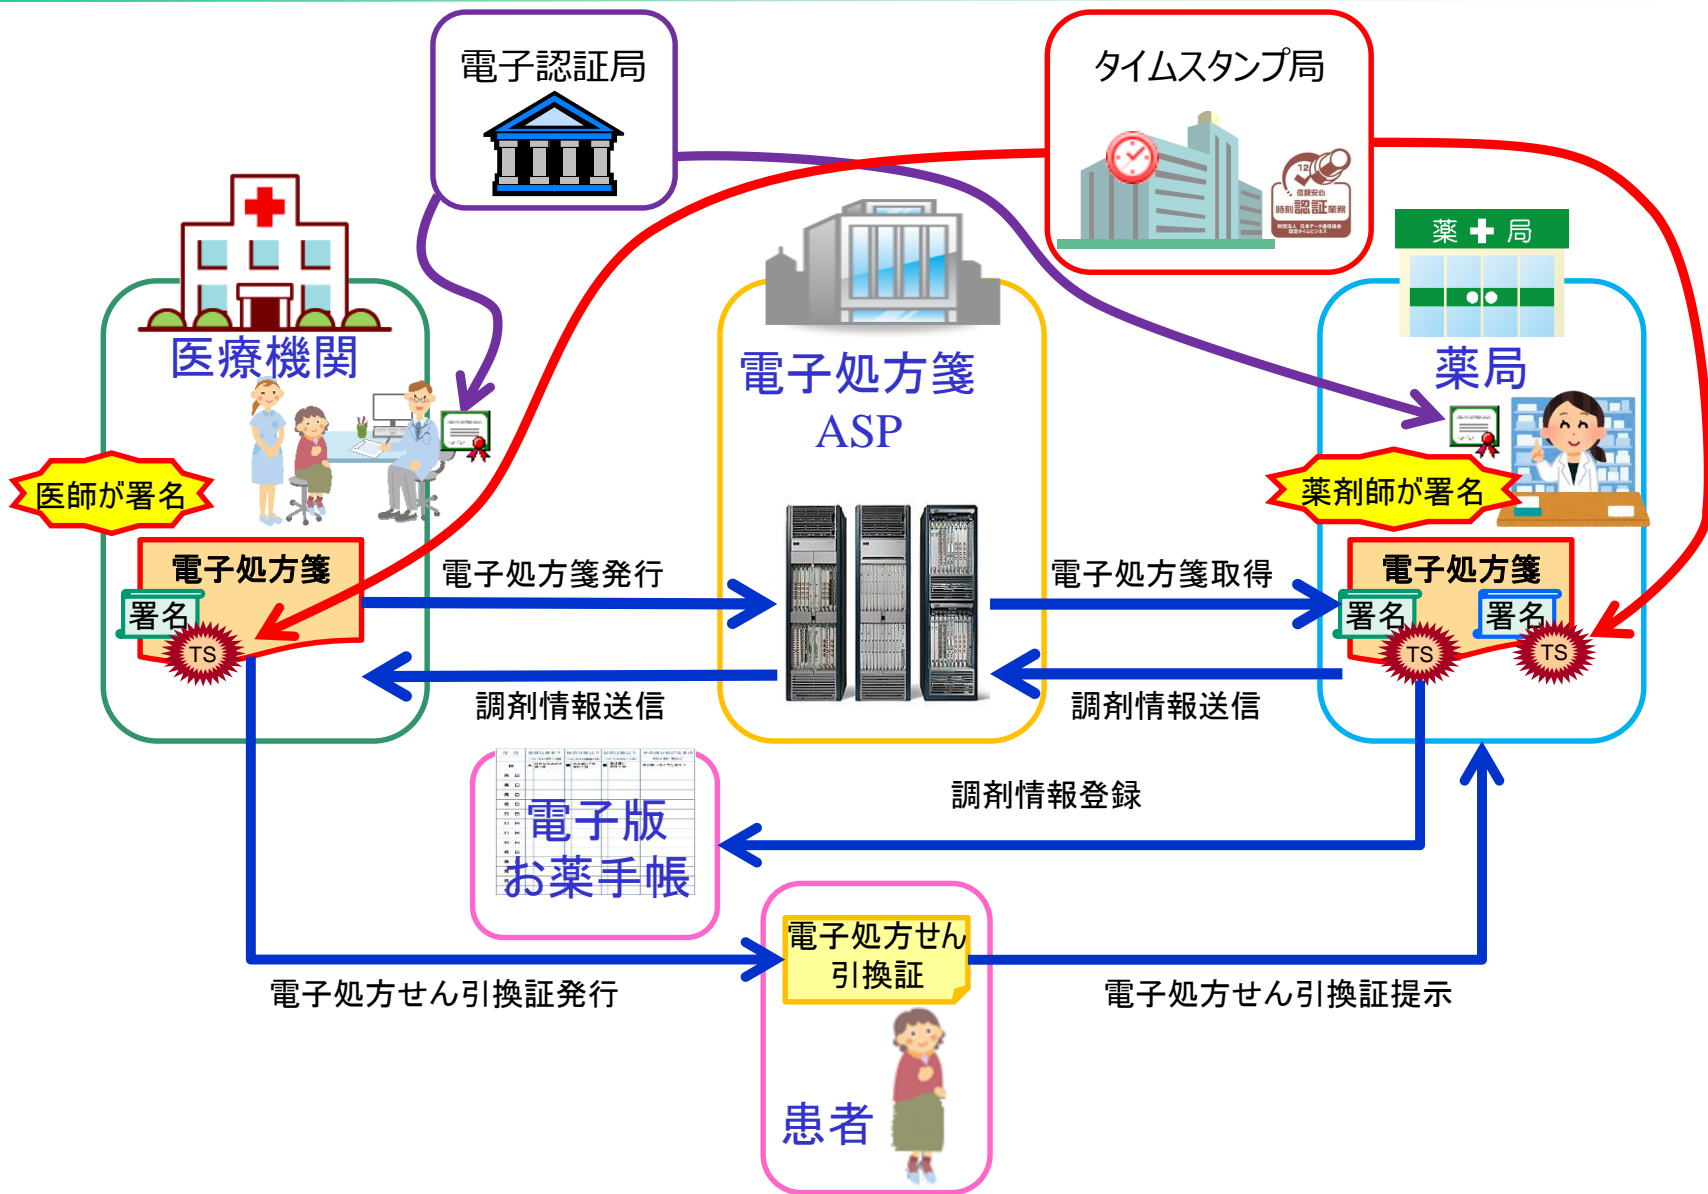 電子認証局
タイムスタンプ局
時刻認証業務
薬局
医療機関
電子処方箋
ASP
薬局
医師が署名
薬剤師が署名
電子処方箋
署名
TS
電子処方箋発行
電子処方箋取得
電子処方箋
署名
署名
TS
TS
調剤情報送信
調剤情報送信
電子版
お薬手帳
調剤情報登録
電子処方せん
引換証
電子処方せん引換証発行
電子処方せん引換証提示
患者